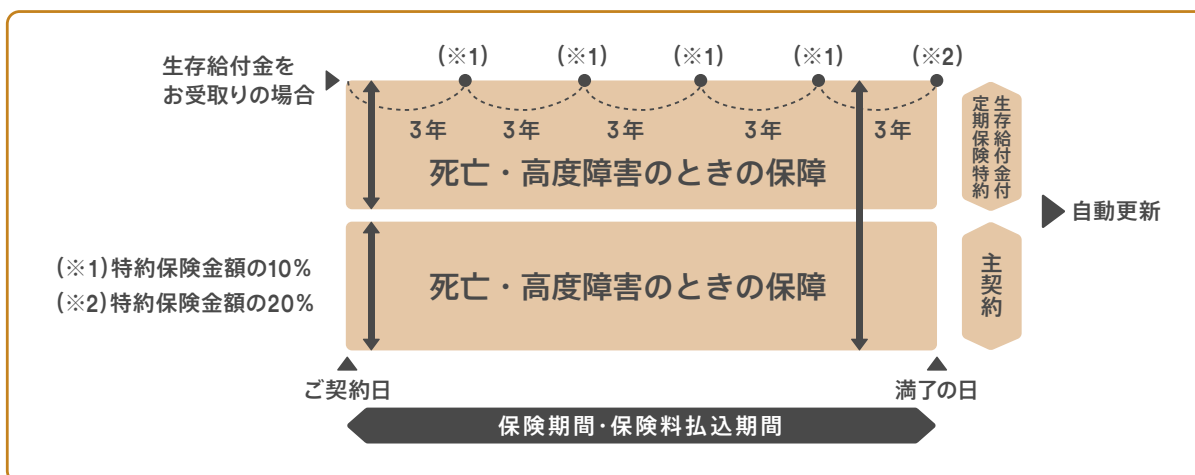 (※1) (※1) (※1) (※1) (※2)
生存給付金を
お受取りの場合
3年 3年 3年 3年 3年
死亡・高度障害のときの保障
生存給付金付
定期保険特約
自動更新
(※1)特約保険金額の10%
(※2)特約保険金額の20%
死亡・高度障害のときの保障
主契約
ご契約日
満了の日
保険期間・保険料払込期間